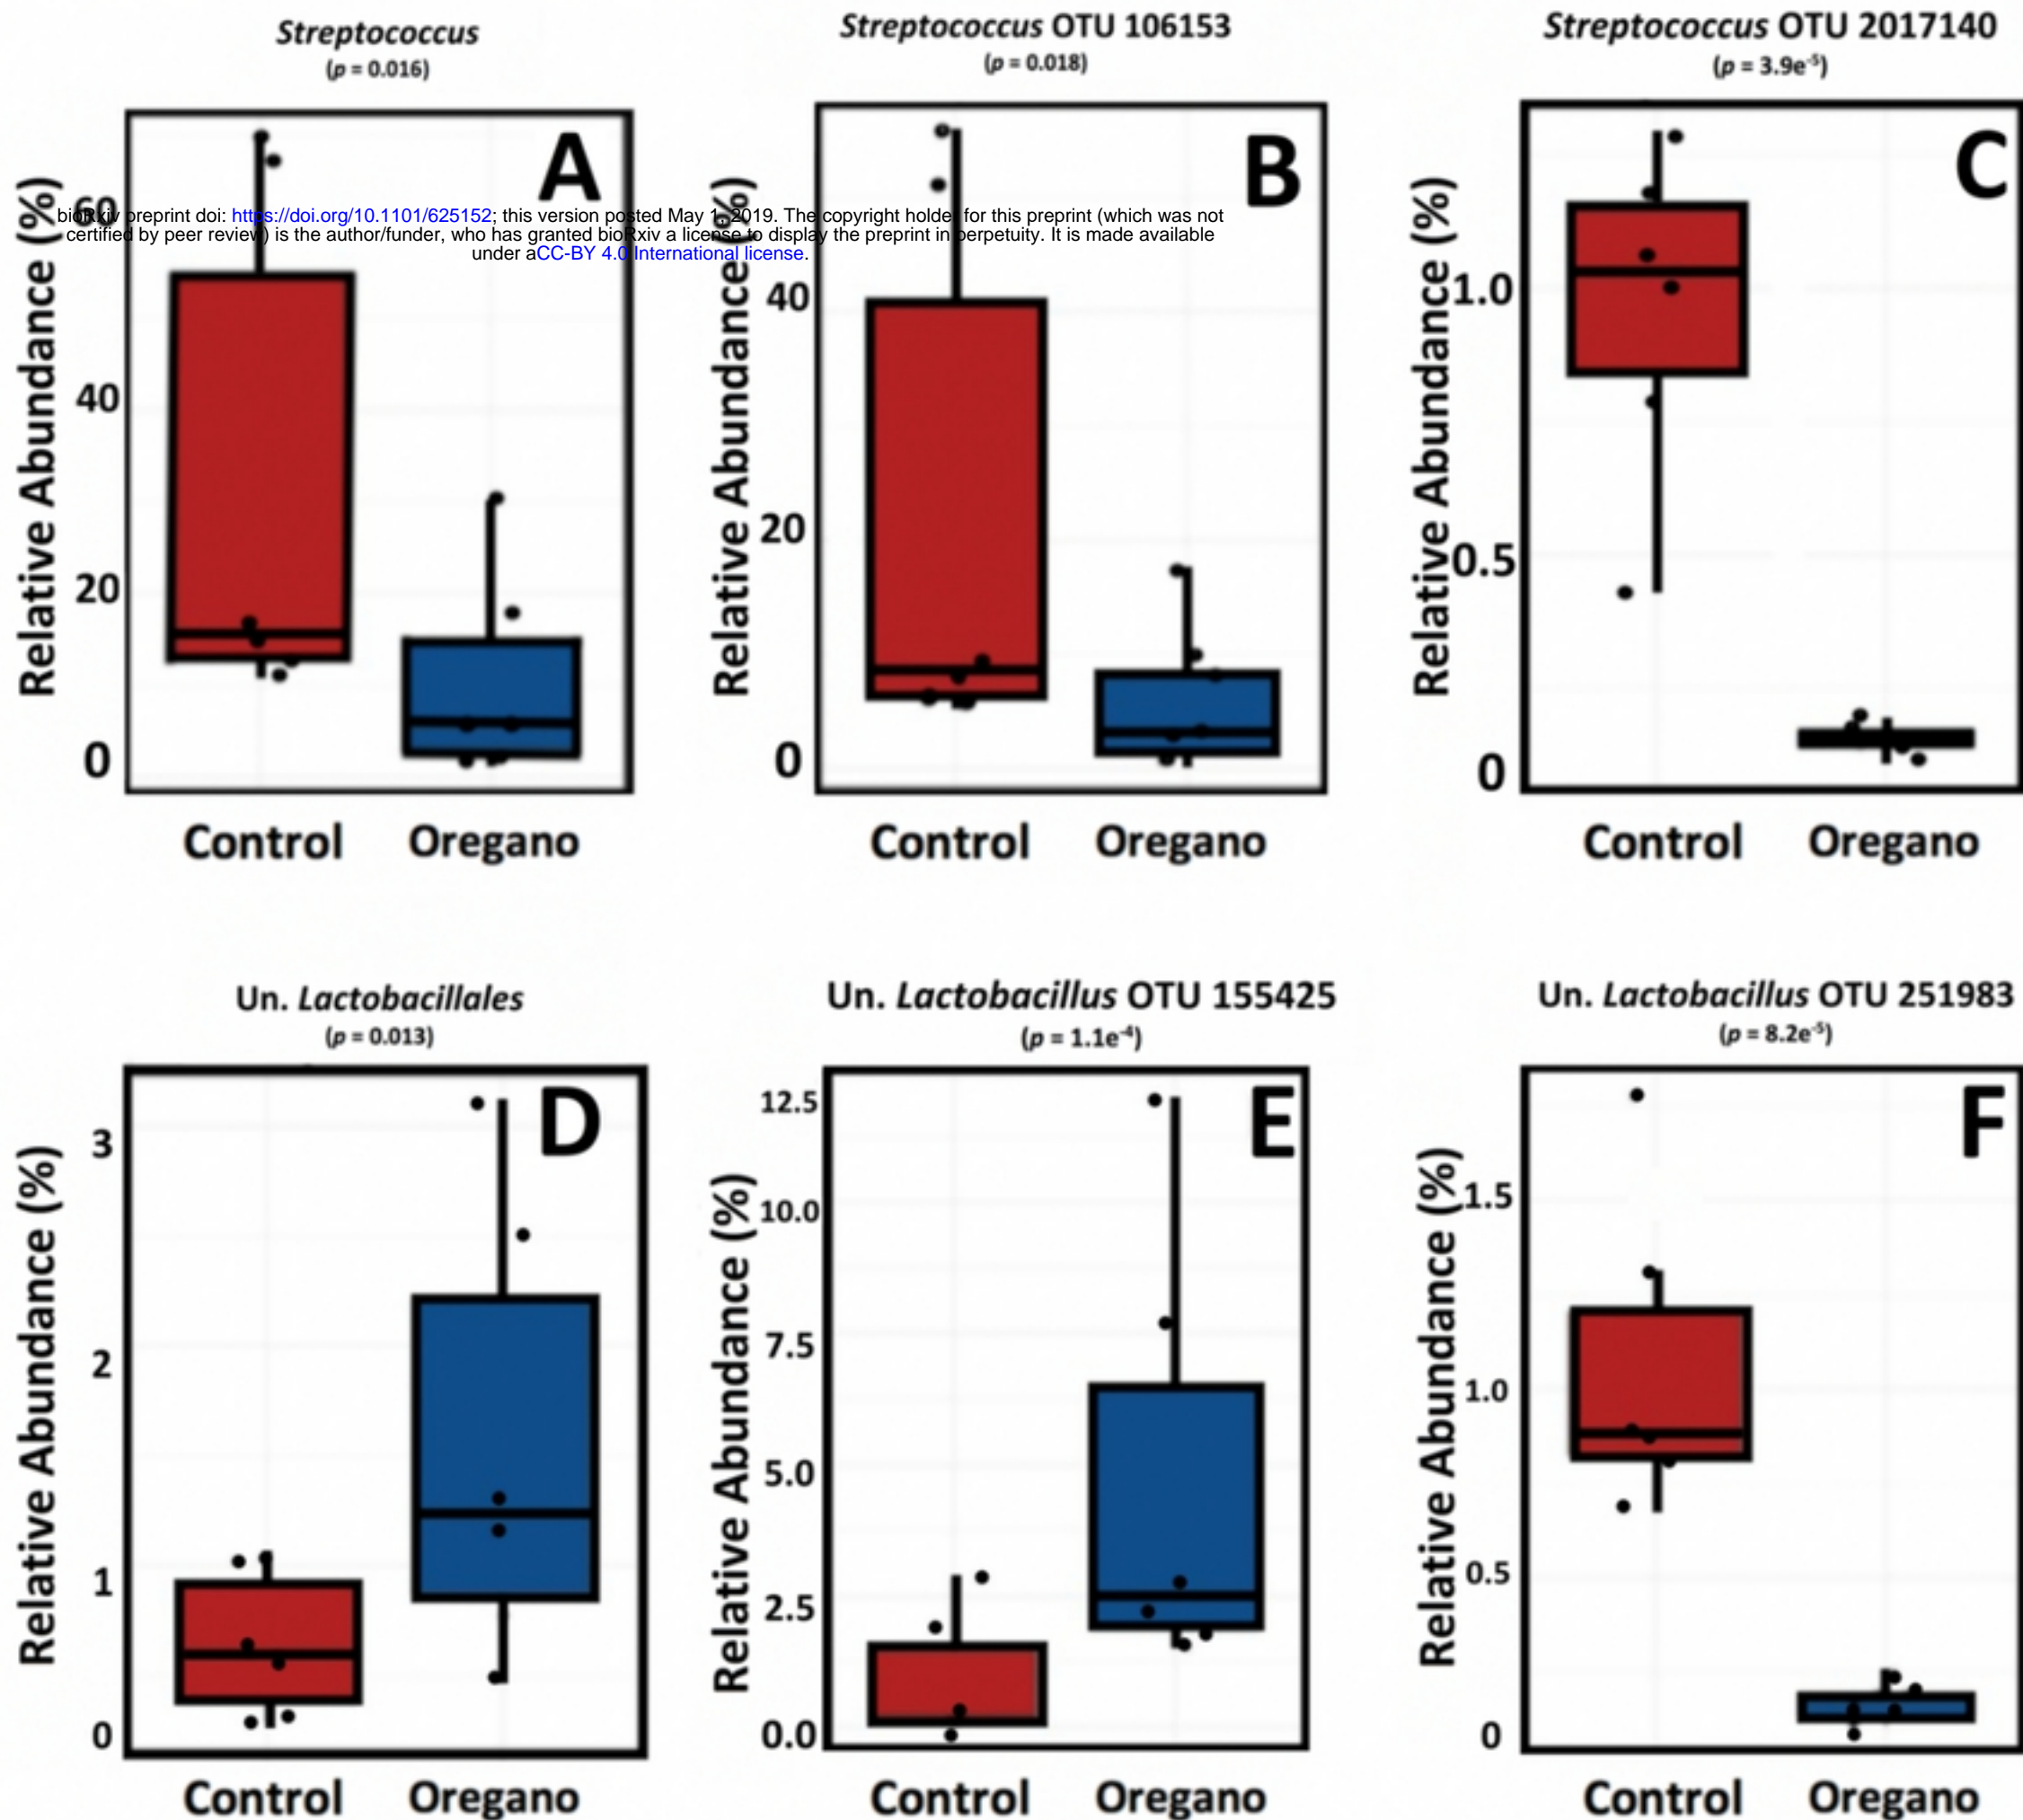 Streptococcus
(p = 0.016)
A
Relative Abundance (%)
60
40
20
0
Control Oregano
Streptococcus OTU 106153
(p = 0.018)
B
Relative Abundance (%)
40
20
0
Control Oregano
Streptococcus OTU 2017140
(p = 3.9e-5)
C
Relative Abundance (%)
1.0
0.5
0
Control Oregano
bioRxiv preprint doi: https://doi.org/10.1101/625152; this version posted May 1, 2019. The copyright holder for this preprint (which was not
certified by peer review) is the author/funder, who has granted bioRxiv a license to display the preprint in perpetuity. It is made available
under aCC-BY 4.0 International license.
Un. Lactobacillales
(p = 0.013)
D
Relative Abundance (%)
3
2
1
0
Control Oregano
Un. Lactobacillus OTU 155425
(p = 1.1e-4)
E
Relative Abundance (%)
12.5
10.0
7.5
5.0
2.5
0.0
Control Oregano
Un. Lactobacillus OTU 251983
(p = 8.2e-5)
F
Relative Abundance (%)
1.5
1.0
0.5
0
Control Oregano